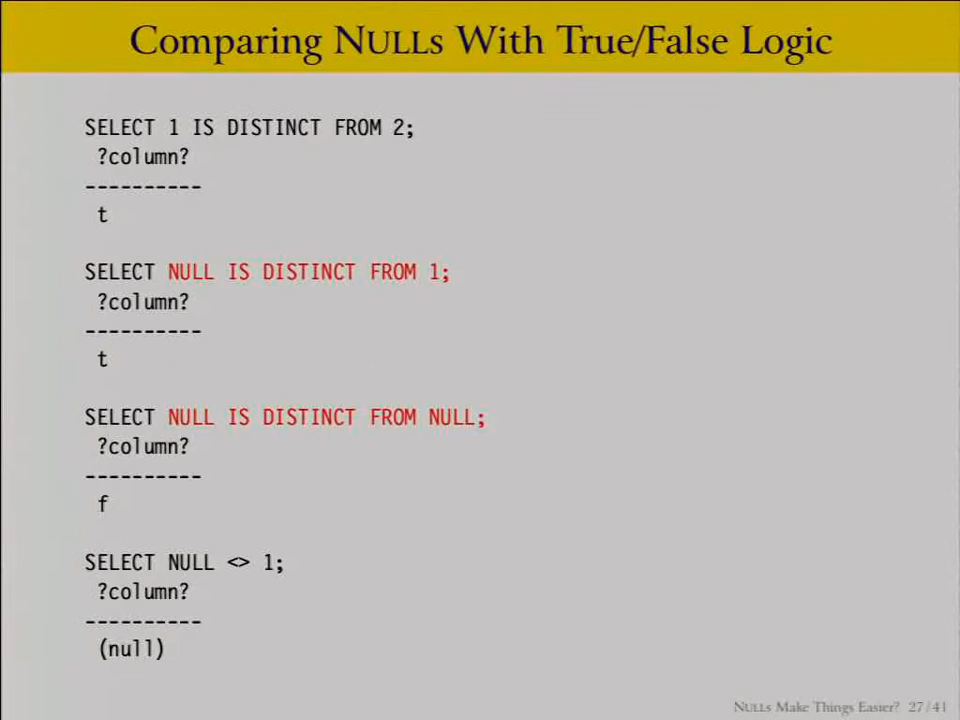 Comparing NULLs With True/False Logic
SELECT 1 IS DISTINCT FROM 2;
?column?
----------
t
SELECT NULL IS DISTINCT FROM 1;
?column?
----------
t
SELECT NULL IS DISTINCT FROM NULL;
?column?
----------
f
SELECT NULL <> 1;
?column?
----------
(null)
NULLs Make Things Easier? 27/41